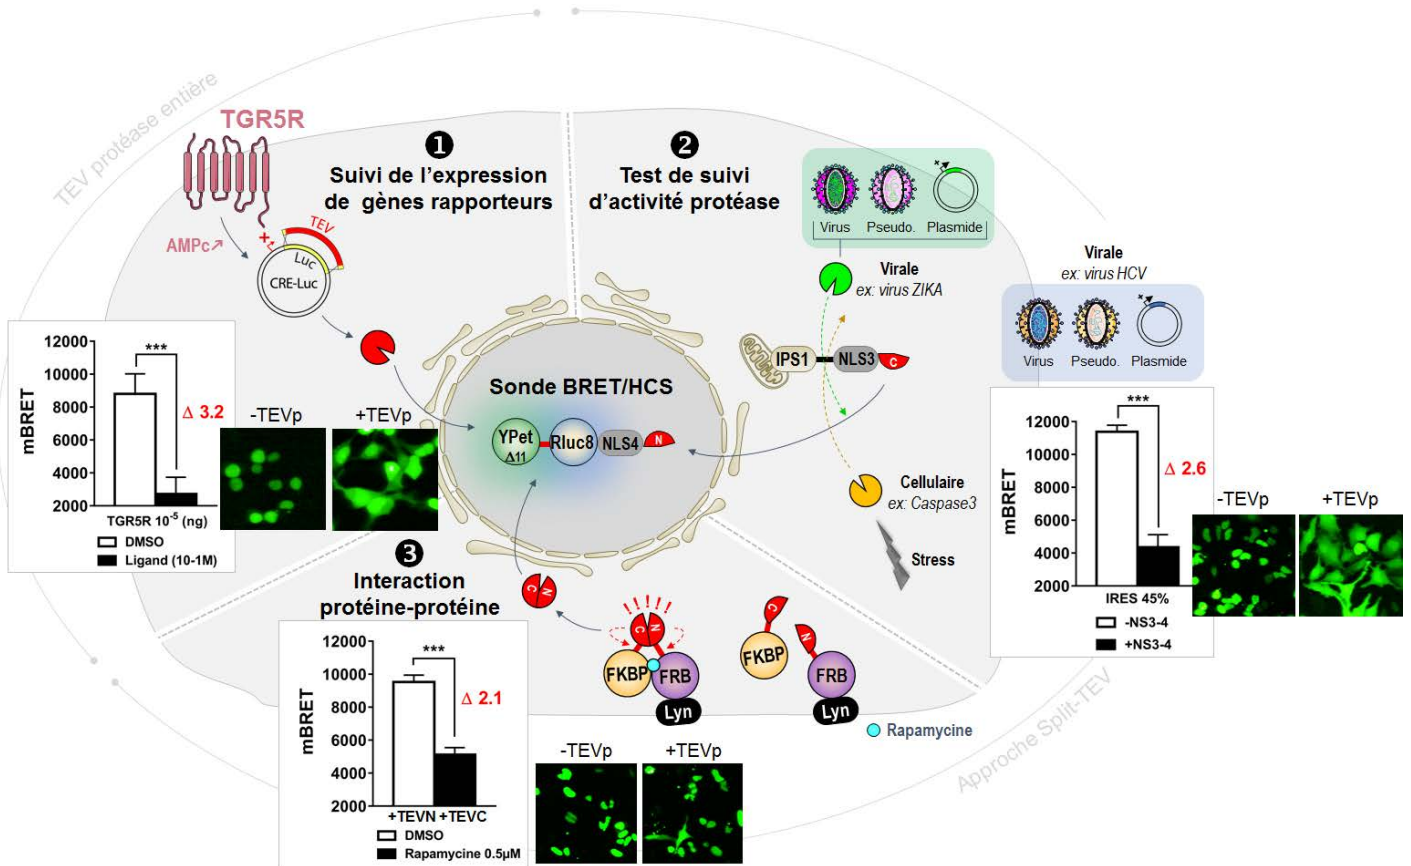 TEV protéase entière
TGR5R
AMPc↗
TEV
Luc
CRE-Luc
❶
Suivi de l'expression
de gènes rapporteurs
❷
Test de suivi
d'activité protéase
Virus Pseudo. Plasmide
Virale
ex: virus ZIKA
Virale
ex: virus HCV
Virus Pseudo. Plasmide
IPS1 NLS3 C
Sonde BRET/HCS
YPet
Δ11
Rluc8 NLS4 N
Cellulaire
ex: Caspase3
Stress
mBRET
12000
10000
8000
6000
4000
2000
***
Δ 3.2
TGR5R 10⁻⁵ (ng)
DMSO
Ligand (10-1M)
-TEVp +TEVp
mBRET
12000
10000
8000
6000
4000
2000
***
Δ 2.6
IRES 45%
-NS3-4
+NS3-4
-TEVp +TEVp
❸
Interaction
protéine-protéine
C N
!!!!!!
C N
FKBP FRB
Lyn
C
FKBP
N
FRB
Lyn
Rapamycine
mBRET
12000
10000
8000
6000
4000
2000
***
Δ 2.1
+TEVN +TEVC
DMSO
Rapamycine 0.5µM
-TEVp +TEVp
Approche Split-TEV